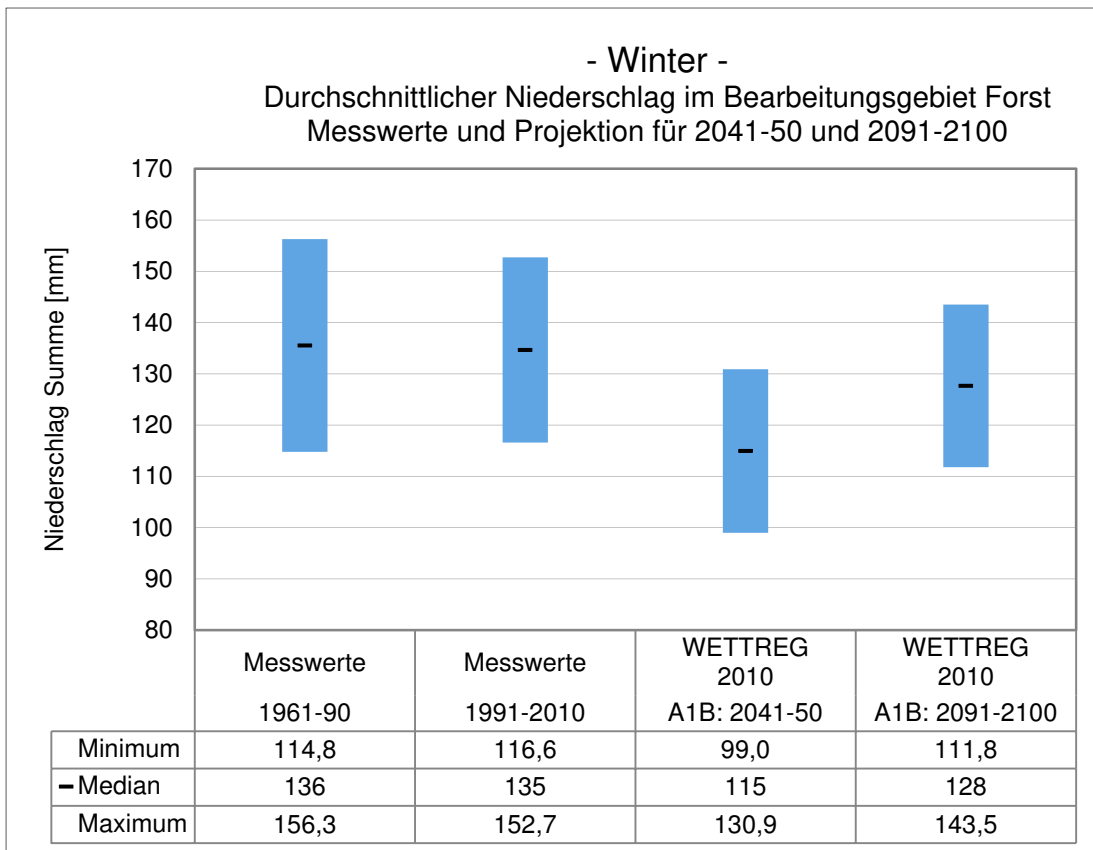 - Winter -
Durchschnittlicher Niederschlag im Bearbeitungsgebiet Forst
Messwerte und Projektion für 2041-50 und 2091-2100
Niederschlag Summe [mm]
170
160
150
140
130
120
110
100
90
80
Messwerte Messwerte WETTREG 2010 WETTREG 2010
1961-90 1991-2010 A1B: 2041-50 A1B: 2091-2100
Minimum 114,8 116,6 99,0 111,8
Median 136 135 115 128
Maximum 156,3 152,7 130,9 143,5